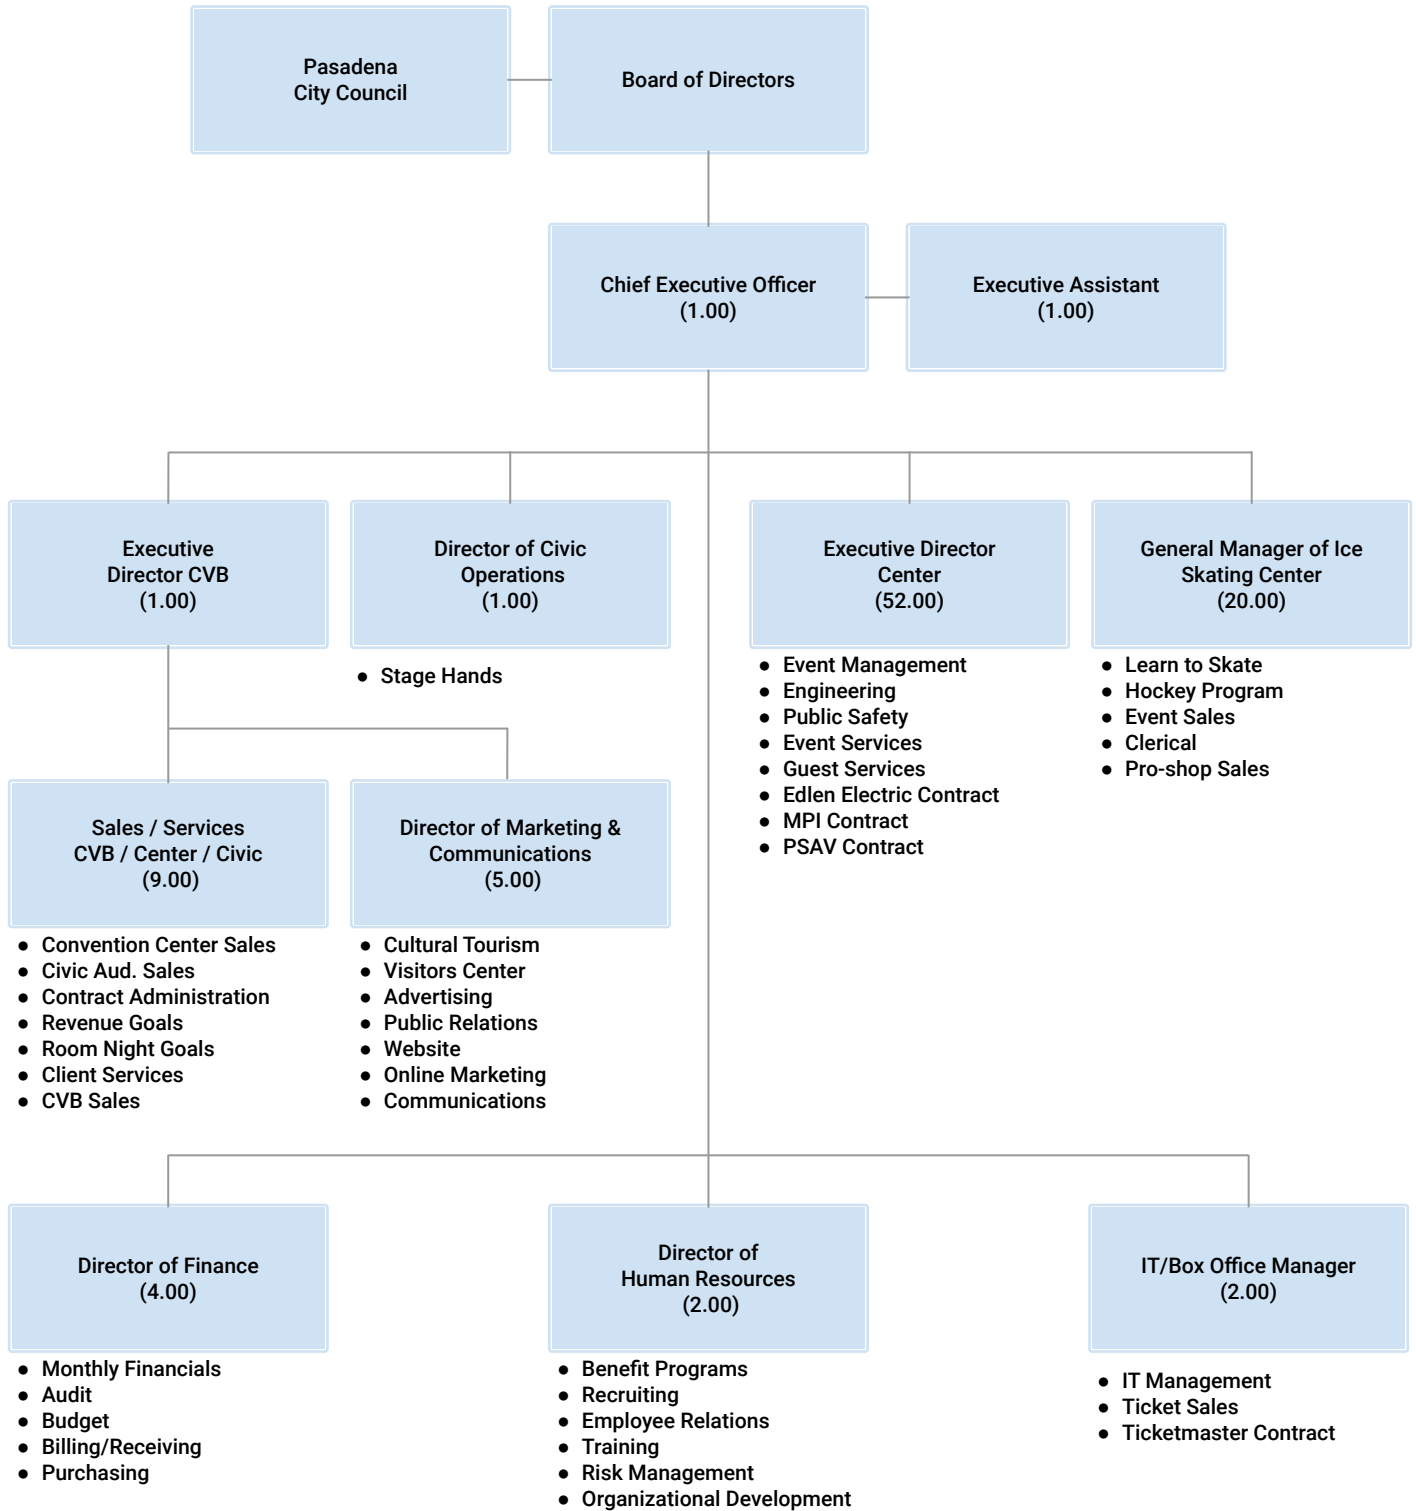 Pasadena
City Council
Board of Directors
Chief Executive Officer
(1.00)
Executive Assistant
(1.00)
Executive
Director CVB
(1.00)
Director of Civic
Operations
(1.00)
● Stage Hands
Executive Director
Center
(52.00)
● Event Management
● Engineering
● Public Safety
● Event Services
● Guest Services
● Edlen Electric Contract
● MPI Contract
● PSAV Contract
General Manager of Ice
Skating Center
(20.00)
● Learn to Skate
● Hockey Program
● Event Sales
● Clerical
● Pro-shop Sales
Sales / Services
CVB / Center / Civic
(9.00)
● Convention Center Sales
● Civic Aud. Sales
● Contract Administration
● Revenue Goals
● Room Night Goals
● Client Services
● CVB Sales
Director of Marketing &
Communications
(5.00)
● Cultural Tourism
● Visitors Center
● Advertising
● Public Relations
● Website
● Online Marketing
● Communications
Director of Finance
(4.00)
● Monthly Financials
● Audit
● Budget
● Billing/Receiving
● Purchasing
Director of
Human Resources
(2.00)
● Benefit Programs
● Recruiting
● Employee Relations
● Training
● Risk Management
● Organizational Development
IT/Box Office Manager
(2.00)
● IT Management
● Ticket Sales
● Ticketmaster Contract